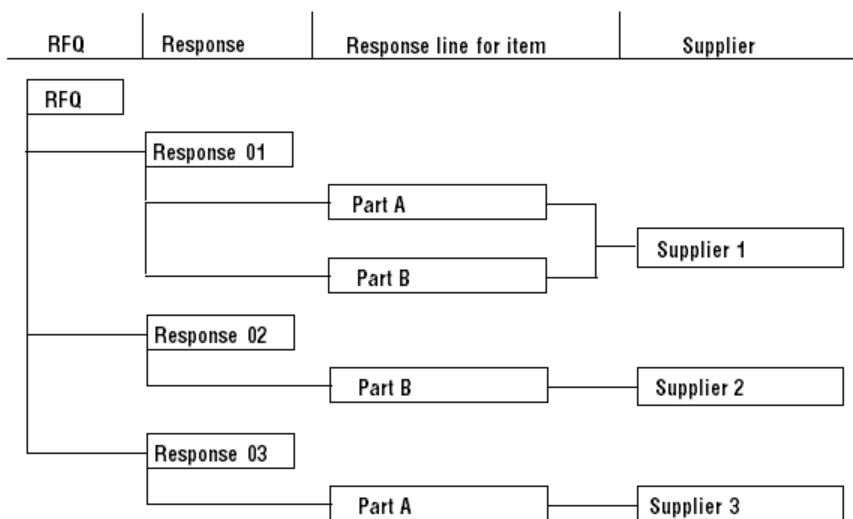 RFQ Response Response line for item Supplier
RFQ
Response 01
Part A
Supplier 1
Part B
Response 02
Part B Supplier 2
Response 03
Part A Supplier 3